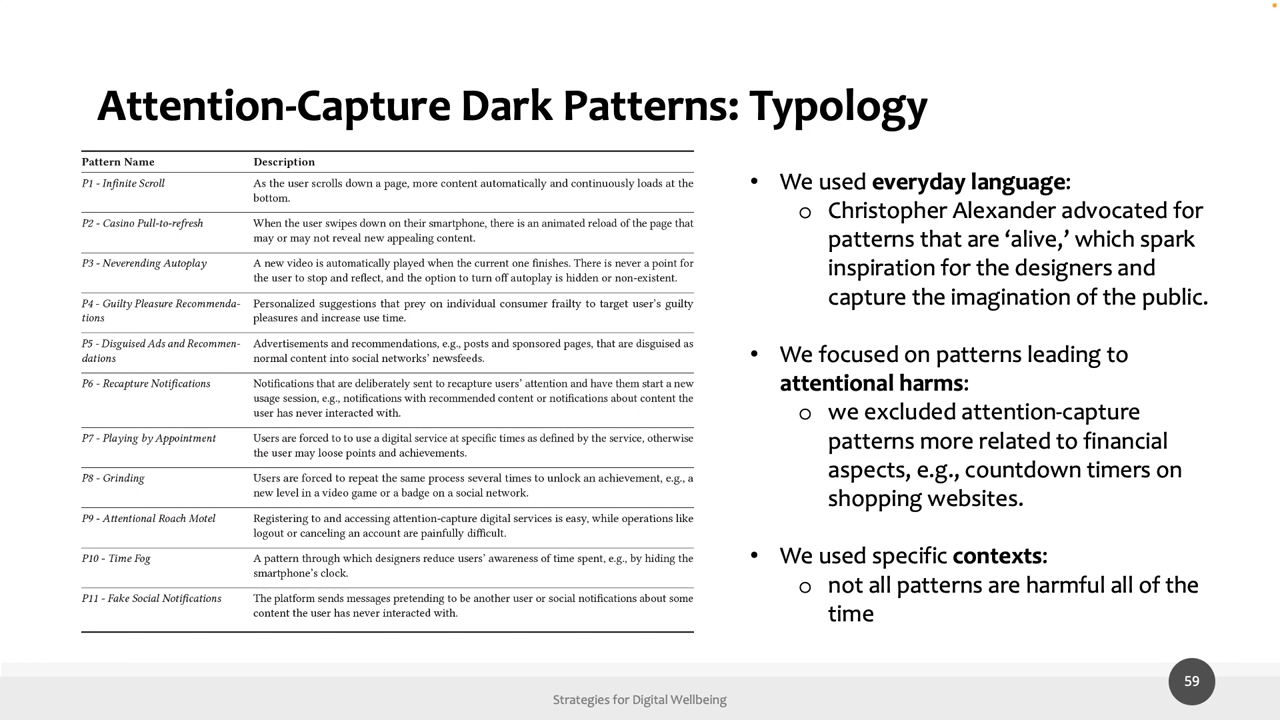 Attention-Capture Dark Patterns: Typology
Pattern Name Description
P1 - Infinite Scroll As the user scrolls down a page, more content automatically and continuously loads at the
bottom.
P2 - Casino Pull-to-refresh When the user swipes down on their smartphone, there is an animated reload of the page that
may or may not reveal new appealing content.
P3 - Neverending Autoplay A new video is automatically played when the current one finishes. There is never a point for
the user to stop and reflect, and the option to turn off autoplay is hidden or non-existent.
P4 - Guilty Pleasure Recommenda- Personalized suggestions that prey on individual consumer frailty to target user's guilty
tions pleasures and increase use time.
P5 - Disguised Ads and Recommen- Advertisements and recommendations, e.g., posts and sponsored pages, that are disguised as
dations normal content into social networks' newsfeeds.
P6 - Recapture Notifications Notifications that are deliberately sent to recapture users' attention and have them start a new
usage session, e.g., notifications with recommended content or notifications about content the
user has never interacted with.
P7 - Playing by Appointment Users are forced to to use a digital service at specific times as defined by the service, otherwise
the user may loose points and achievements.
P8 - Grinding Users are forced to repeat the same process several times to unlock an achievement, e.g., a
new level in a video game or a badge on a social network.
P9 - Attentional Roach Motel Registering to and accessing attention-capture digital services is easy, while operations like
logout or canceling an account are painfully difficult.
P10 - Time Fog A pattern through which designers reduce users' awareness of time spent, e.g., by hiding the
smartphone's clock.
P11 - Fake Social Notifications The platform sends messages pretending to be another user or social notifications about some
content the user has never interacted with.
• We used everyday language:
o Christopher Alexander advocated for
patterns that are ‘alive,’ which spark
inspiration for the designers and
capture the imagination of the public.
• We focused on patterns leading to
attentional harms:
o we excluded attention-capture
patterns more related to financial
aspects, e.g., countdown timers on
shopping websites.
• We used specific contexts:
o not all patterns are harmful all of the
time
Strategies for Digital Wellbeing
59